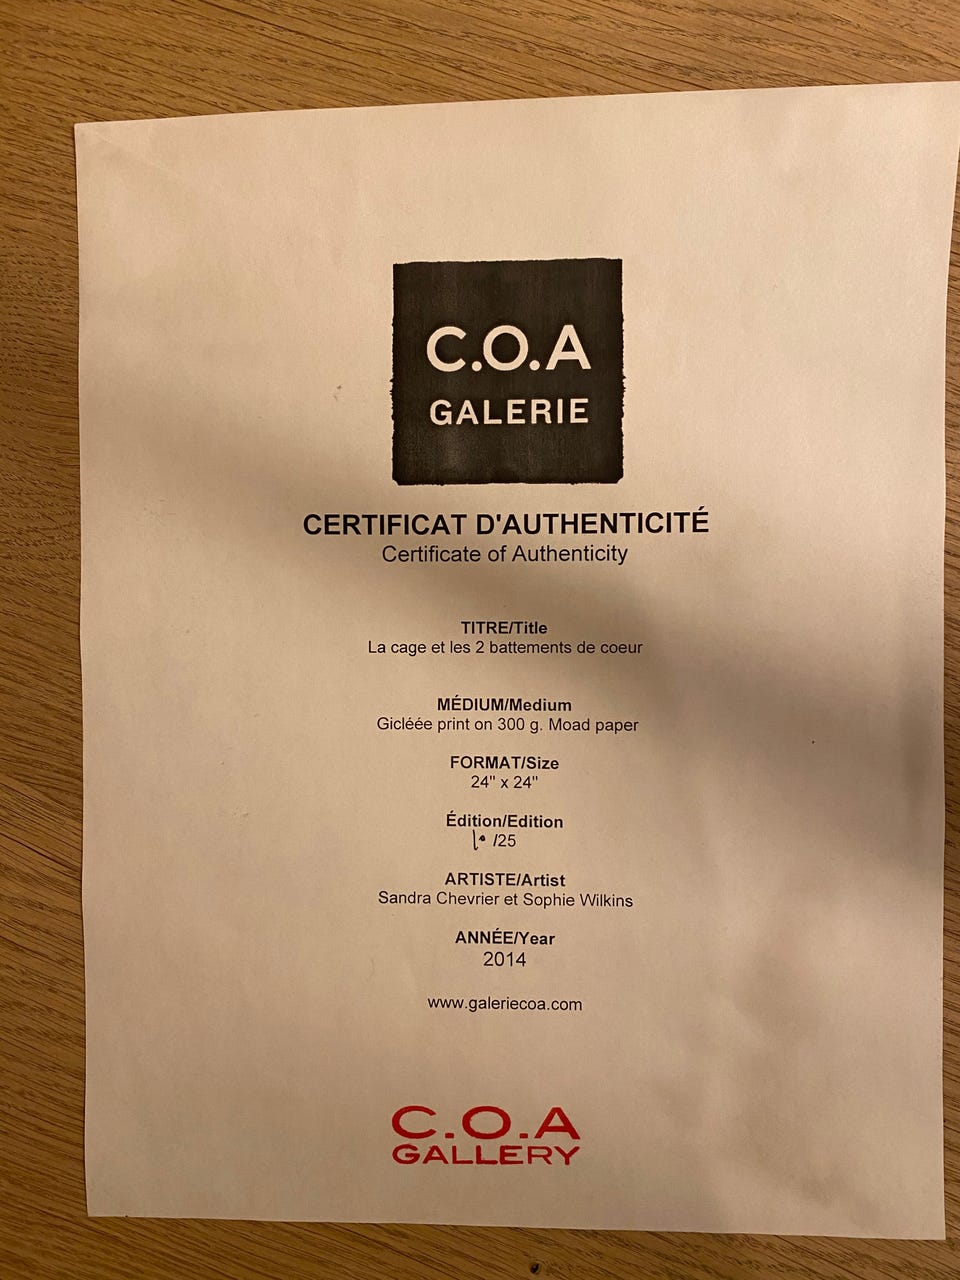 C.O.A
GALERIE
CERTIFICAT D'AUTHENTICITÉ
Certificate of Authenticity
TITRE/Title
La cage et les 2 battements de coeur
MÉDIUM/Medium
Gicléée print on 300 g. Moad paper
FORMAT/Size
24" x 24"
Édition/Edition
/25
ARTISTE/Artist
Sandra Chevrier et Sophie Wilkins
ANNÉE/Year
2014
www.galeriecoa.com
C.O.A
GALLERY